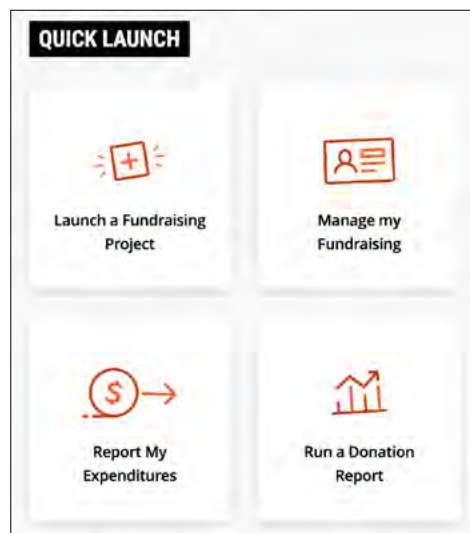 QUICK LAUNCH
Launch a Fundraising
Project
Manage my
Fundraising
$
Report My
Expenditures
Run a Donation
Report